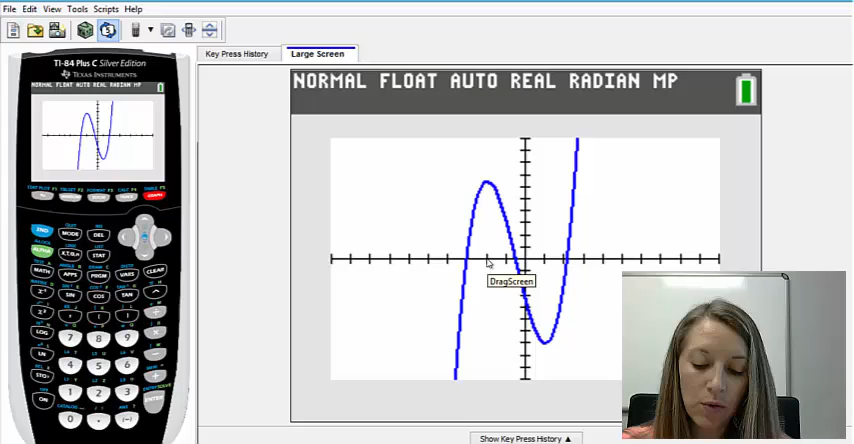 File Edit View Tools Scripts Help
Key Press History
Large Screen
TI-84 Plus C Silver Edition
TEXAS INSTRUMENTS
NORMAL FLOAT AUTO REAL RADIAN MP
NORMAL FLOAT AUTO REAL RADIAN MP
DragScreen
2ND
MODE
DEL
ALPHA
X,T,Θ,n
STAT
MATH
APPS
PRGM
VARS
CLEAR
SIN
COS
TAN
LOG
7
8
9
LN
4
5
6
STO
1
2
3
ON
0
ENTER
Show Key Press History ▲